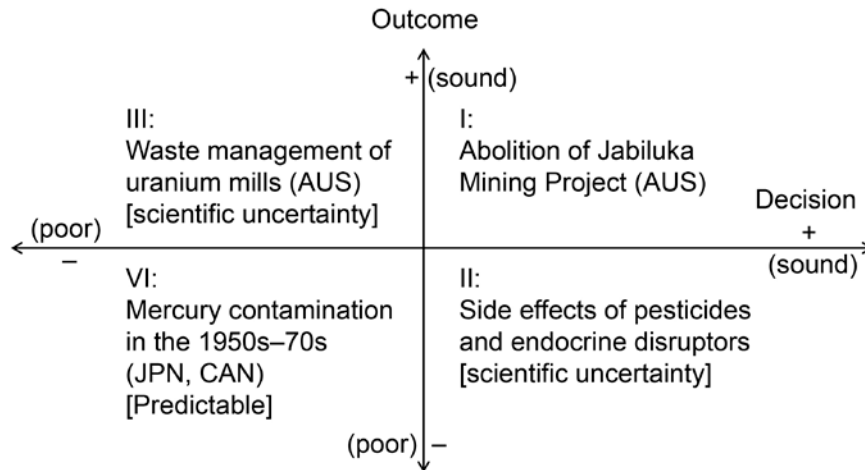 Outcome
+ (sound)
III:
Waste management of
uranium mills (AUS)
[scientific uncertainty]
I:
Abolition of Jabiluka
Mining Project (AUS)
Decision
+
(sound)
(poor)
–
VI:
Mercury contamination
in the 1950s–70s
(JPN, CAN)
[Predictable]
II:
Side effects of pesticides
and endocrine disruptors
[scientific uncertainty]
(poor) –